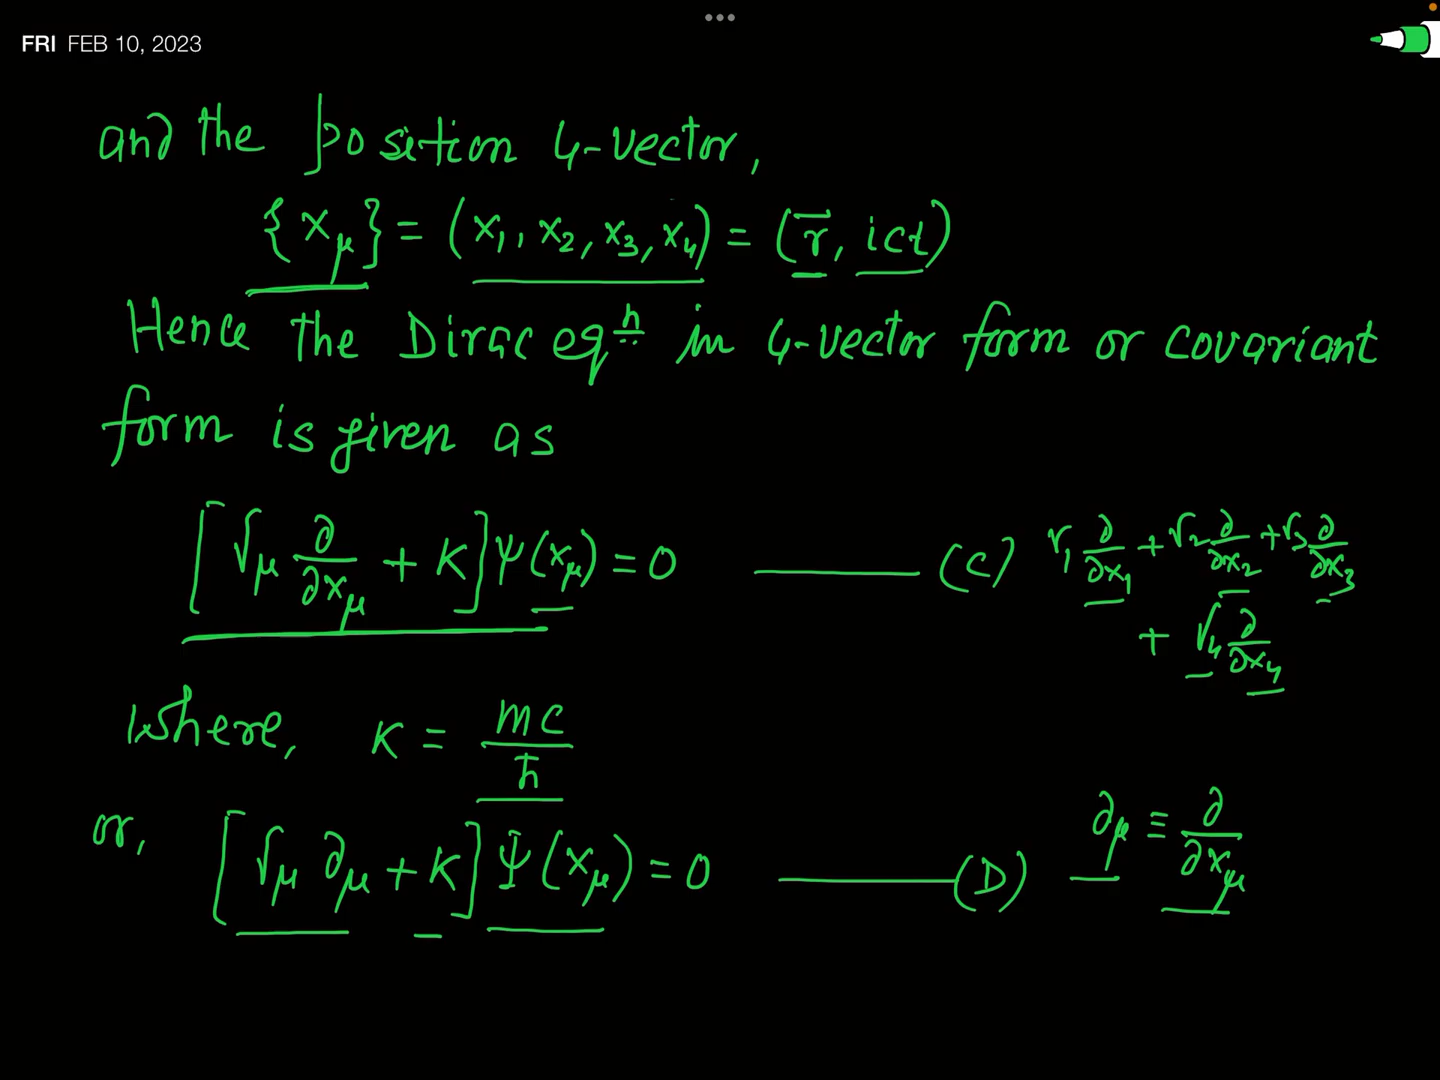 FRI FEB 10, 2023
and the position 4-vector,
{xμ} = (x₁, x₂, x₃, x₄) = (r⃗, ict)
Hence the Dirac eqⁿ in 4-vector form or covariant
form is given as
[γμ ∂/∂xμ + K] Ψ(xμ) = 0 ——— (C)
γ₁ ∂/∂x₁ + γ₂ ∂/∂x₂ + γ₃ ∂/∂x₃
+ γ₄ ∂/∂x₄
where, K = mc/ħ
or, [γμ ∂μ + K] Ψ(xμ) = 0 ——— (D)
∂μ ≡ ∂/∂xμ